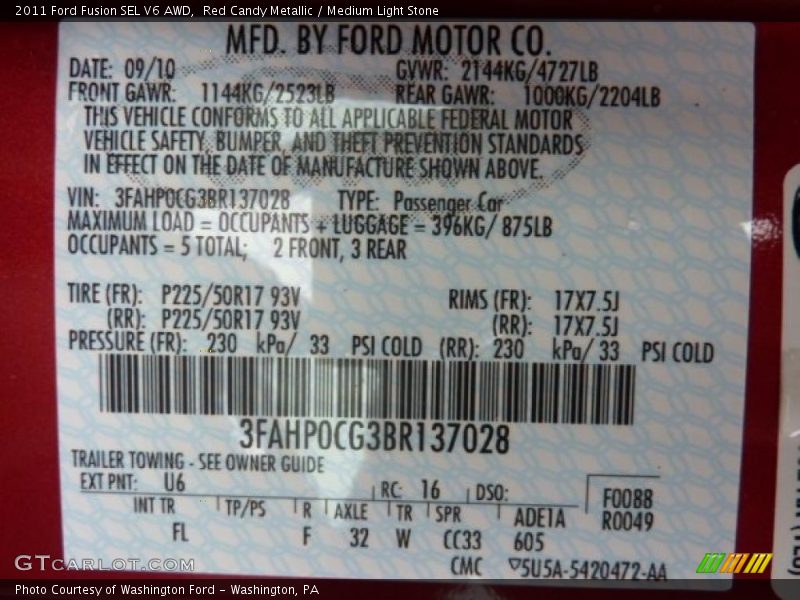 2011 Ford Fusion SEL V6 AWD,  Red Candy Metallic / Medium Light Stone
MFD. BY FORD MOTOR CO.
DATE: 09/10 GVWR: 2144KG/4727LB
FRONT GAWR: 1144KG/2523LB REAR GAWR: 1000KG/2204LB
THIS VEHICLE CONFORMS TO ALL APPLICABLE FEDERAL MOTOR
VEHICLE SAFETY, BUMPER, AND THEFT PREVENTION STANDARDS
IN EFFECT ON THE DATE OF MANUFACTURE SHOWN ABOVE.
VIN: 3FAHP0CG3BR137028 TYPE: Passenger Car
MAXIMUM LOAD = OCCUPANTS + LUGGAGE = 396KG/ 875LB
OCCUPANTS = 5 TOTAL; 2 FRONT, 3 REAR
TIRE (FR): P225/50R17 93V RIMS (FR): 17X7.5J
(RR): P225/50R17 93V (RR): 17X7.5J
PRESSURE (FR): 230 kPa/ 33 PSI COLD (RR): 230 kPa/ 33 PSI COLD
3FAHP0CG3BR137028
TRAILER TOWING - SEE OWNER GUIDE
EXT PNT: U6 RC: 16 DSO: F0088
INT TR TP/PS R AXLE TR SPR ADE1A R0049
FL F 32 W CC33 605
CMC ▽5U5A-5420472-AA
GTcarlot.com
Photo Courtesy of Washington Ford - Washington, PA